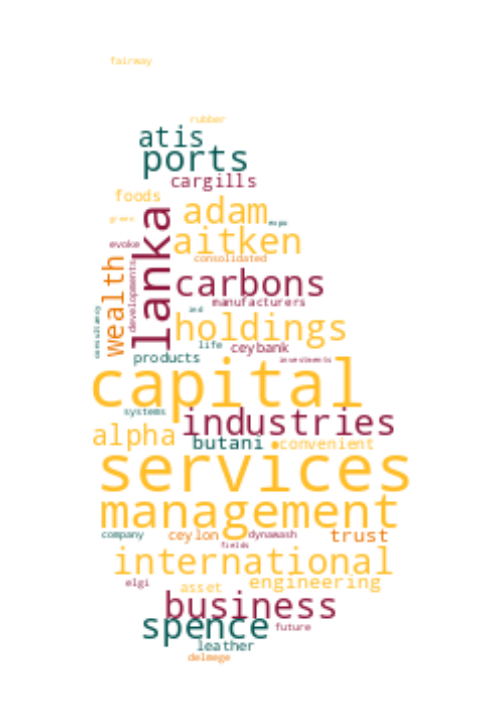 fairway
rubber
atis
ports
cargills
foods
adam
green
expo
lanka
aitken
evoke
consolidated
wealth
developments
carbons
manufacturers
and
consultancy
holdings
life
ceybank
products
investments
capital
systems
industries
alpha
butani
convenient
services
management
company
ceylon
dynawash
trust
fields
international
elgi
asset
engineering
business
spence
future
leather
delmege